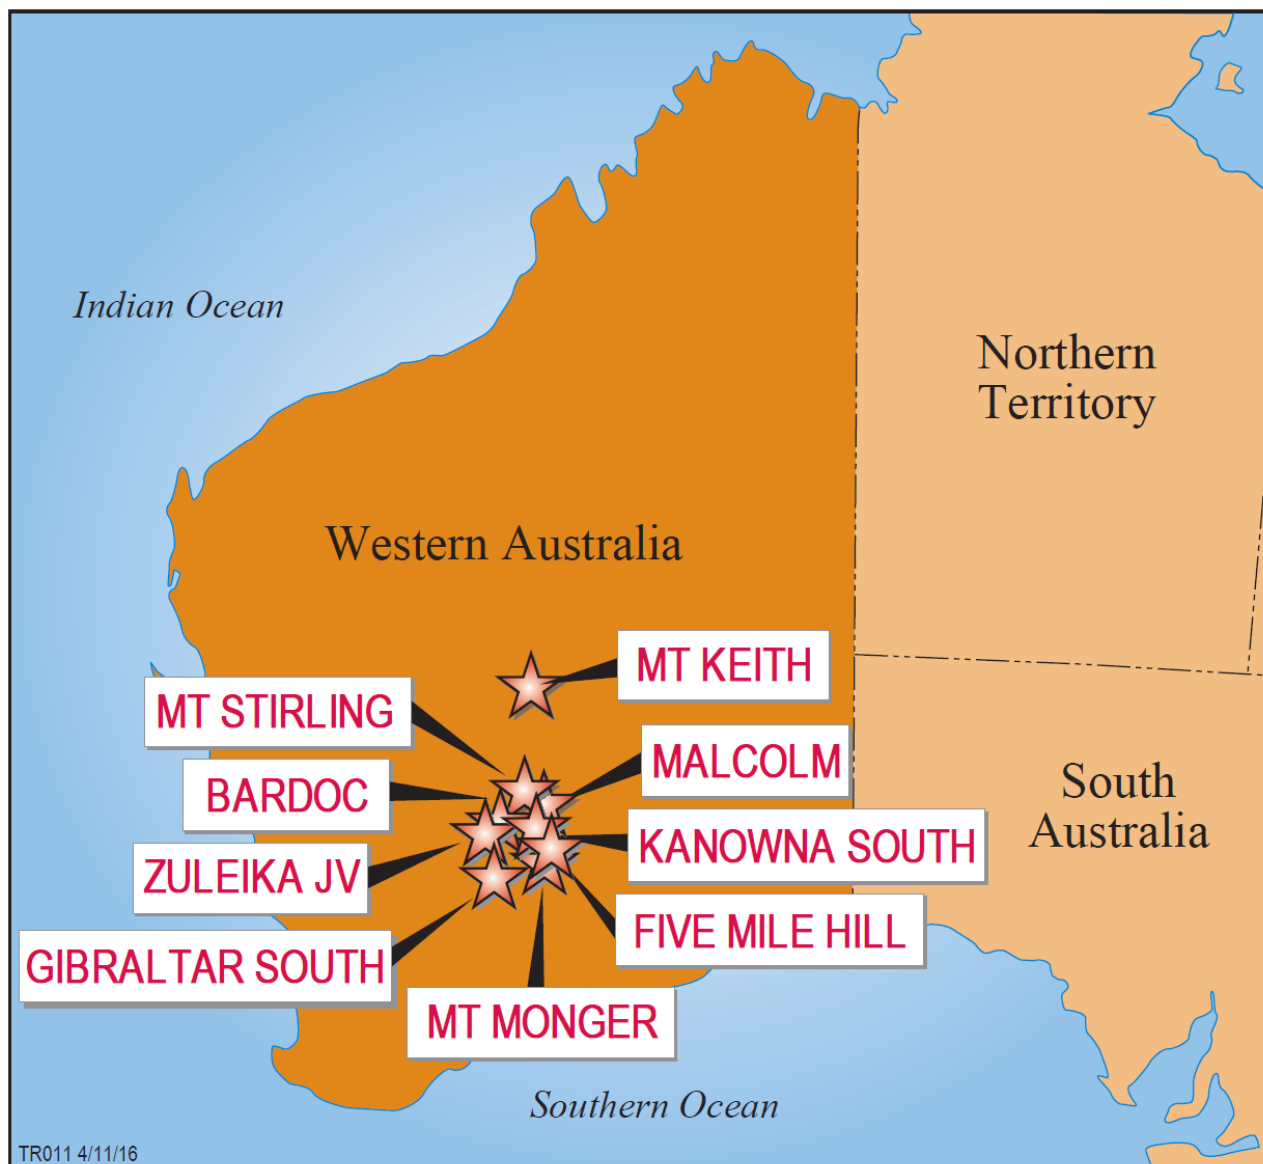 Indian Ocean
Northern
Territory
Western Australia
MT KEITH
MT STIRLING
MALCOLM
BARDOC
South
Australia
KANOWNA SOUTH
ZULEIKA JV
FIVE MILE HILL
GIBRALTAR SOUTH
MT MONGER
Southern Ocean
TR011 4/11/16